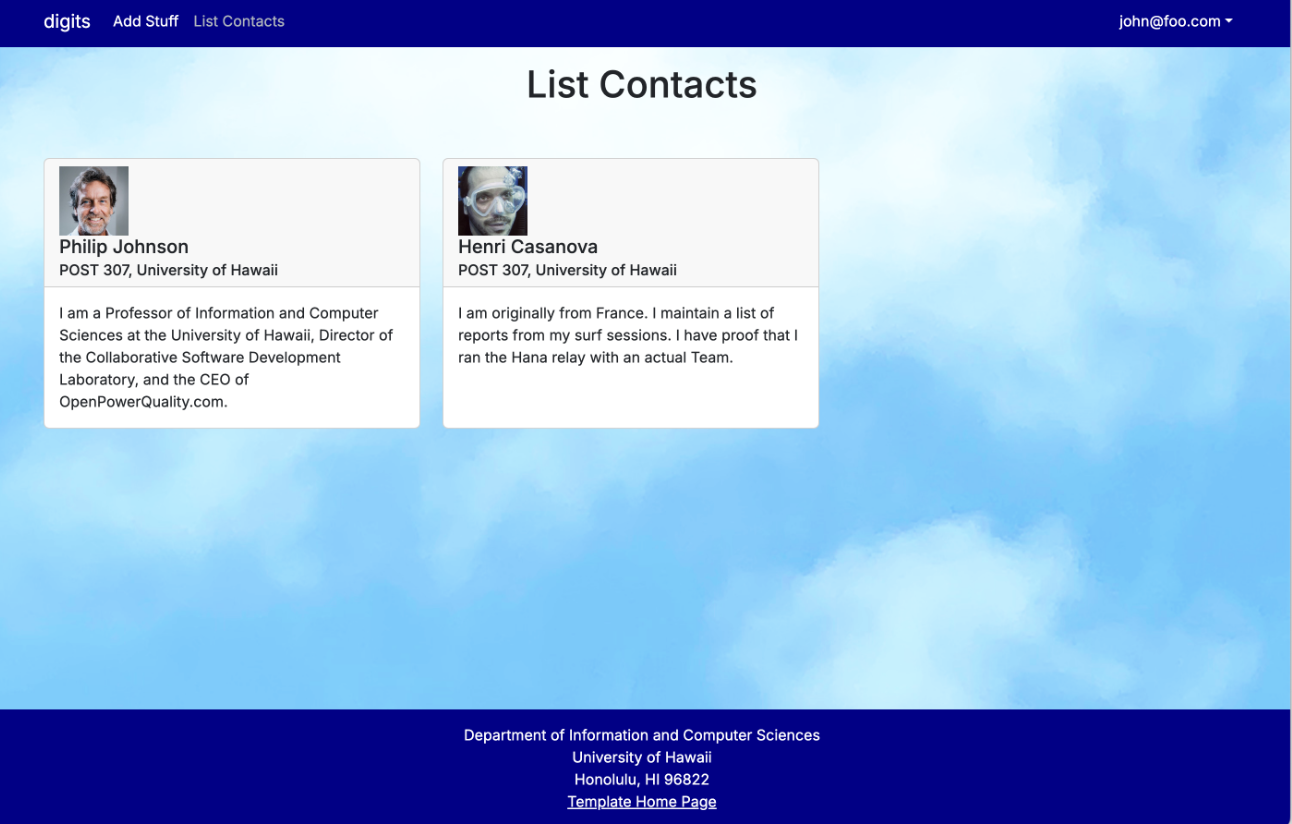 digits Add Stuff List Contacts john@foo.com
List Contacts
Philip Johnson
POST 307, University of Hawaii
I am a Professor of Information and Computer
Sciences at the University of Hawaii, Director of
the Collaborative Software Development
Laboratory, and the CEO of
OpenPowerQuality.com.
Henri Casanova
POST 307, University of Hawaii
I am originally from France. I maintain a list of
reports from my surf sessions. I have proof that I
ran the Hana relay with an actual Team.
Department of Information and Computer Sciences
University of Hawaii
Honolulu, HI 96822
Template Home Page